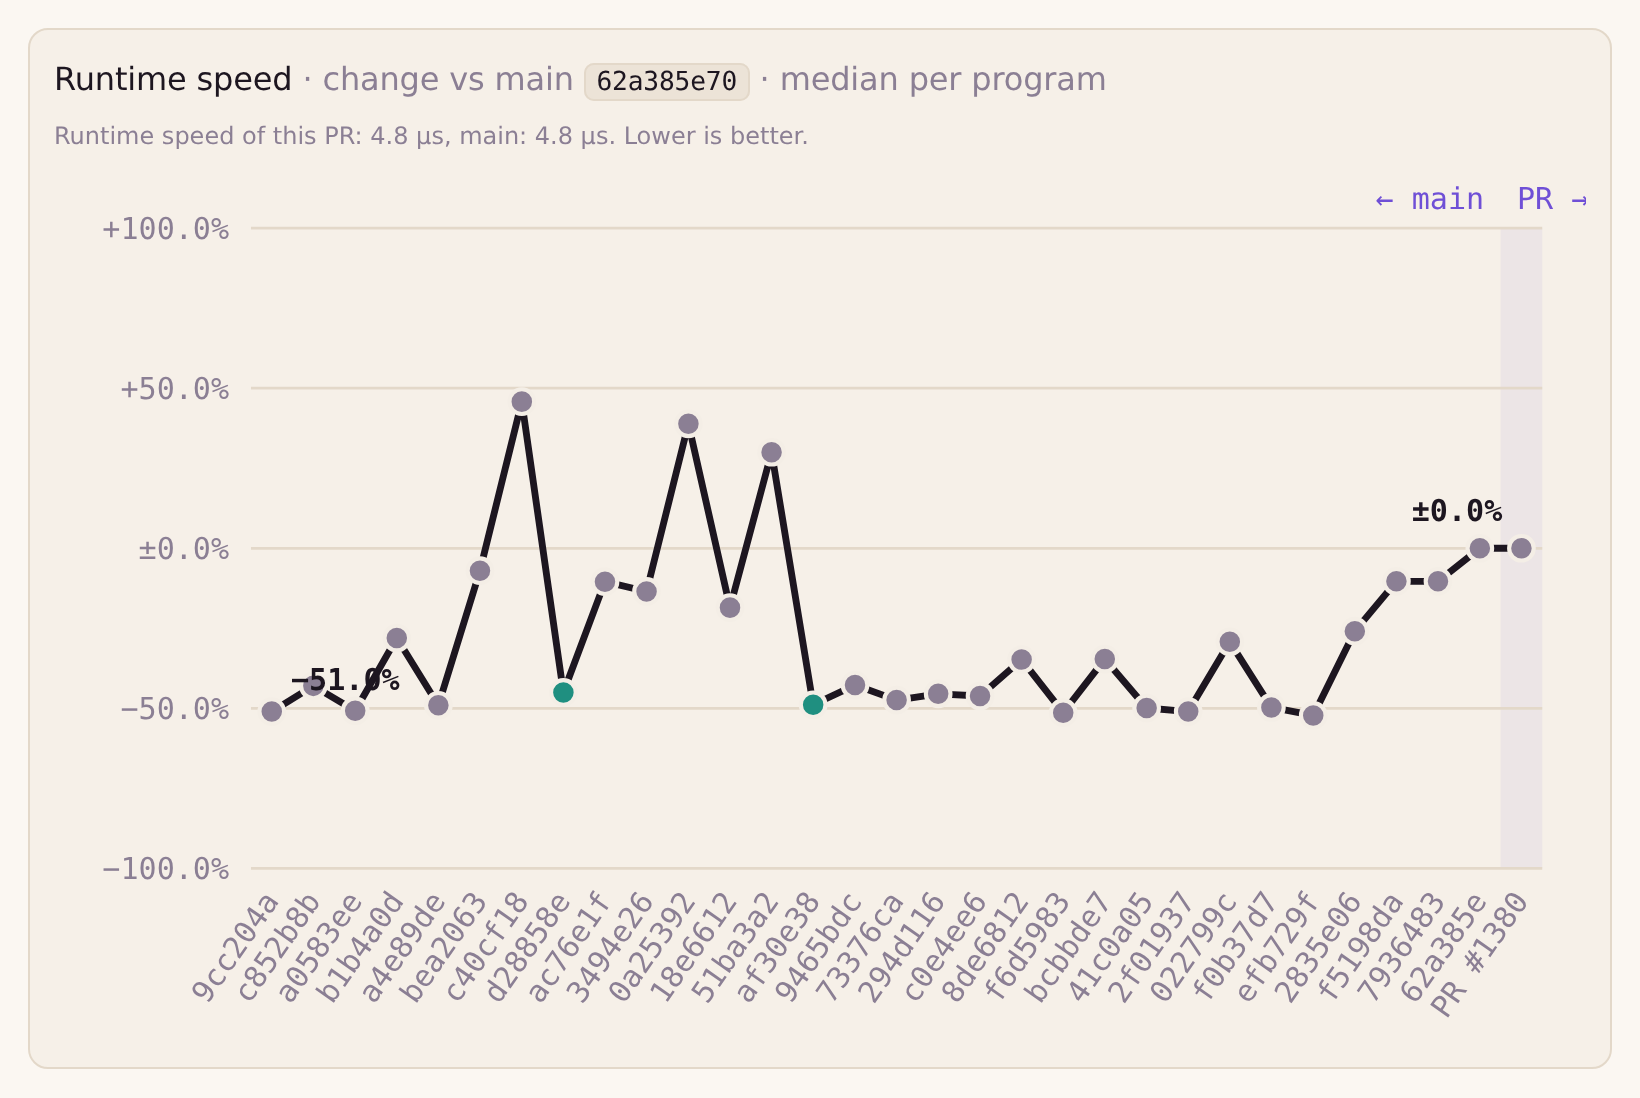 Runtime speed · change vs main 62a385e70 · median per program
Runtime speed of this PR: 4.8 µs, main: 4.8 µs. Lower is better.
← main PR →
+100.0%
+50.0%
±0.0%
−50.0%
−100.0%
−51.0%
±0.0%
9cc204a
c852b8b
a0583ee
b1b4a0d
a4e89de
bea2063
c40cf18
d28858e
ac76e1f
3494e26
0a25392
18e6612
51ba3a2
af30e38
9465bdc
73376ca
294d116
c0e4ee6
8de6812
f6d5983
bcbbde7
41c0a05
2f01937
022799c
f0b37d7
efb729f
2835e06
f5198da
7936483
62a385e
PR #1380